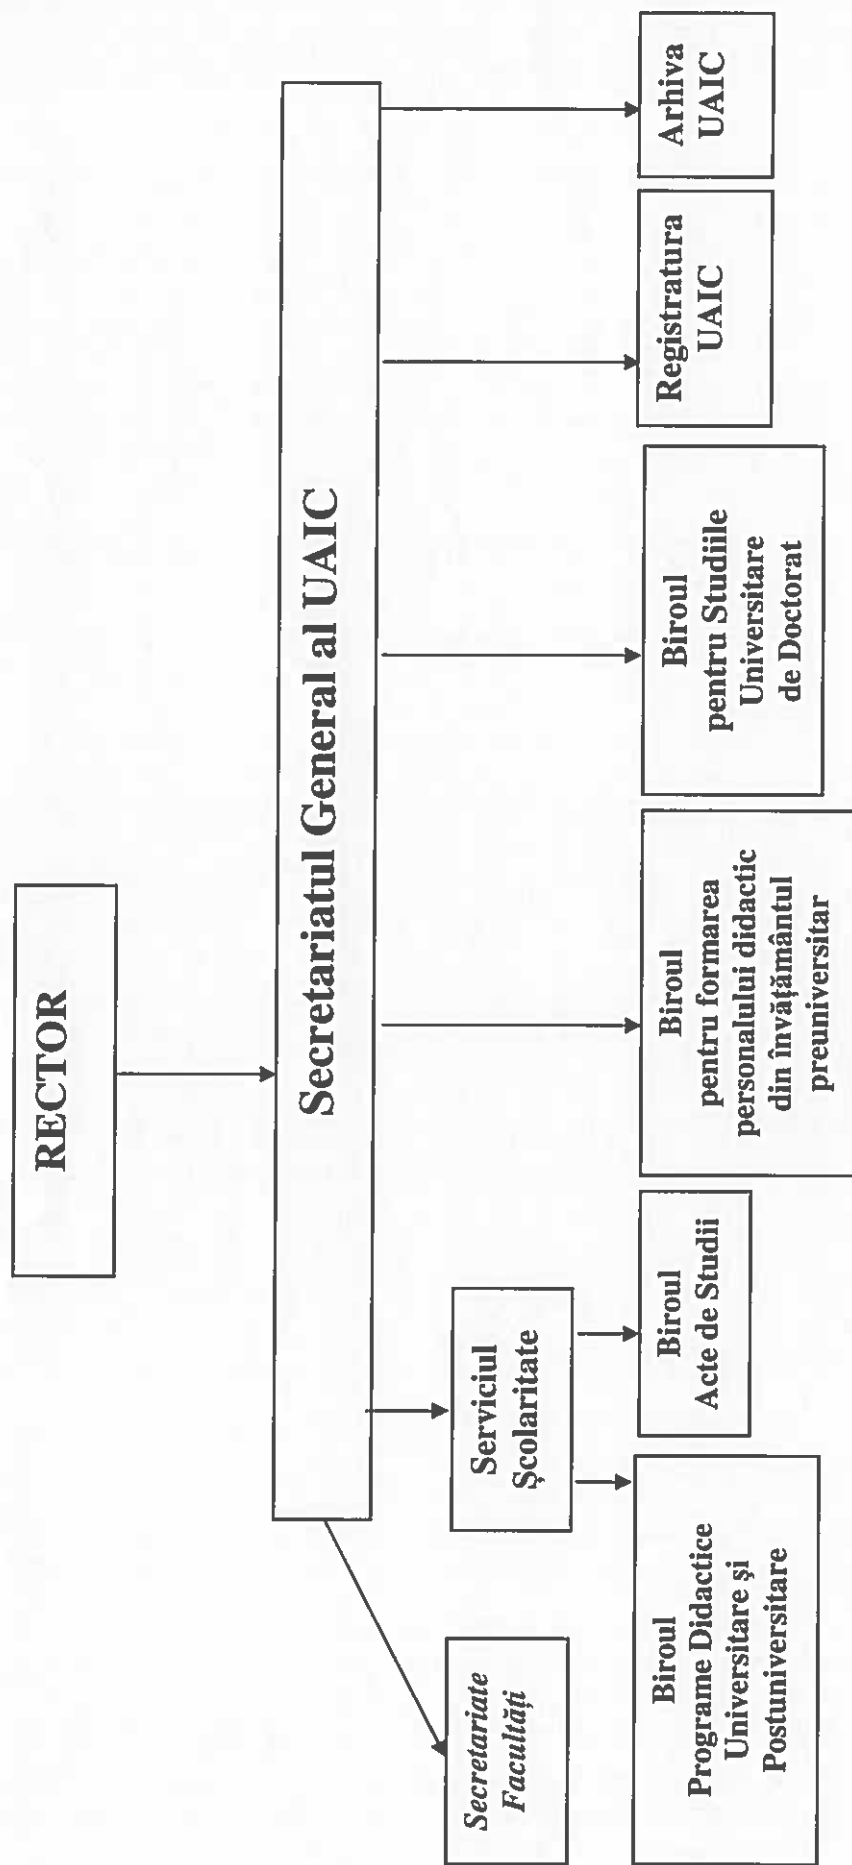 RECTOR
Secretariatul General al UAIC
Secretariate
Facultăți
Serviciul
Școlaritate
Biroul
Programe Didactice
Universitare și
Postuniversitare
Biroul
Acte de Studii
Biroul
pentru formarea
personalului didactic
din învățământul
preuniversitar
Biroul
pentru Studiile
Universitare
de Doctorat
Registratura
UAIC
Arhiva
UAIC